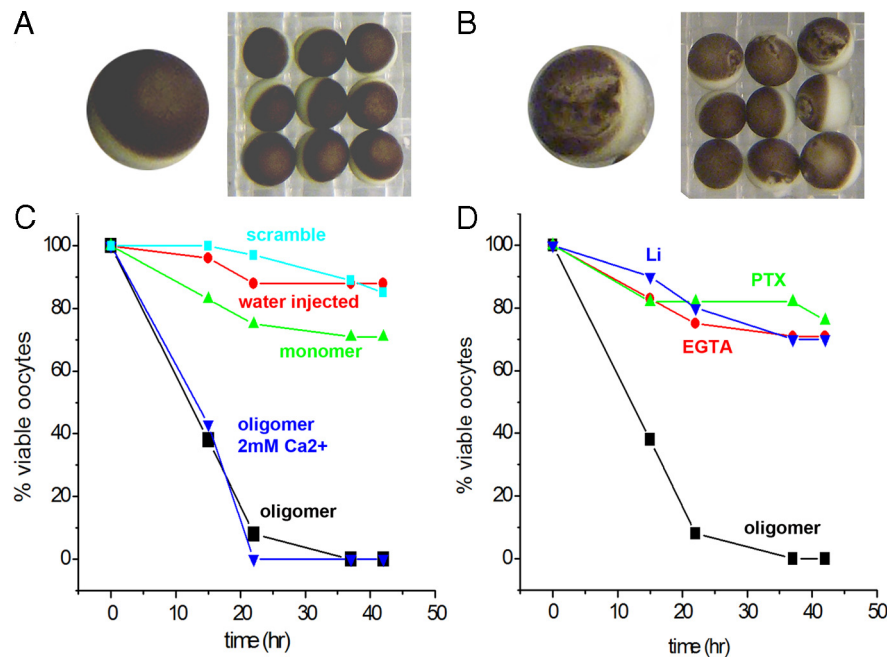 A
B
C
D
scramble
water injected
monomer
oligomer
2mM Ca2+
oligomer
% viable oocytes
100
80
60
40
20
0
0
10
20
30
40
50
time (hr)
Li
PTX
EGTA
oligomer
% viable oocytes
100
80
60
40
20
0
0
10
20
30
40
50
time (hr)